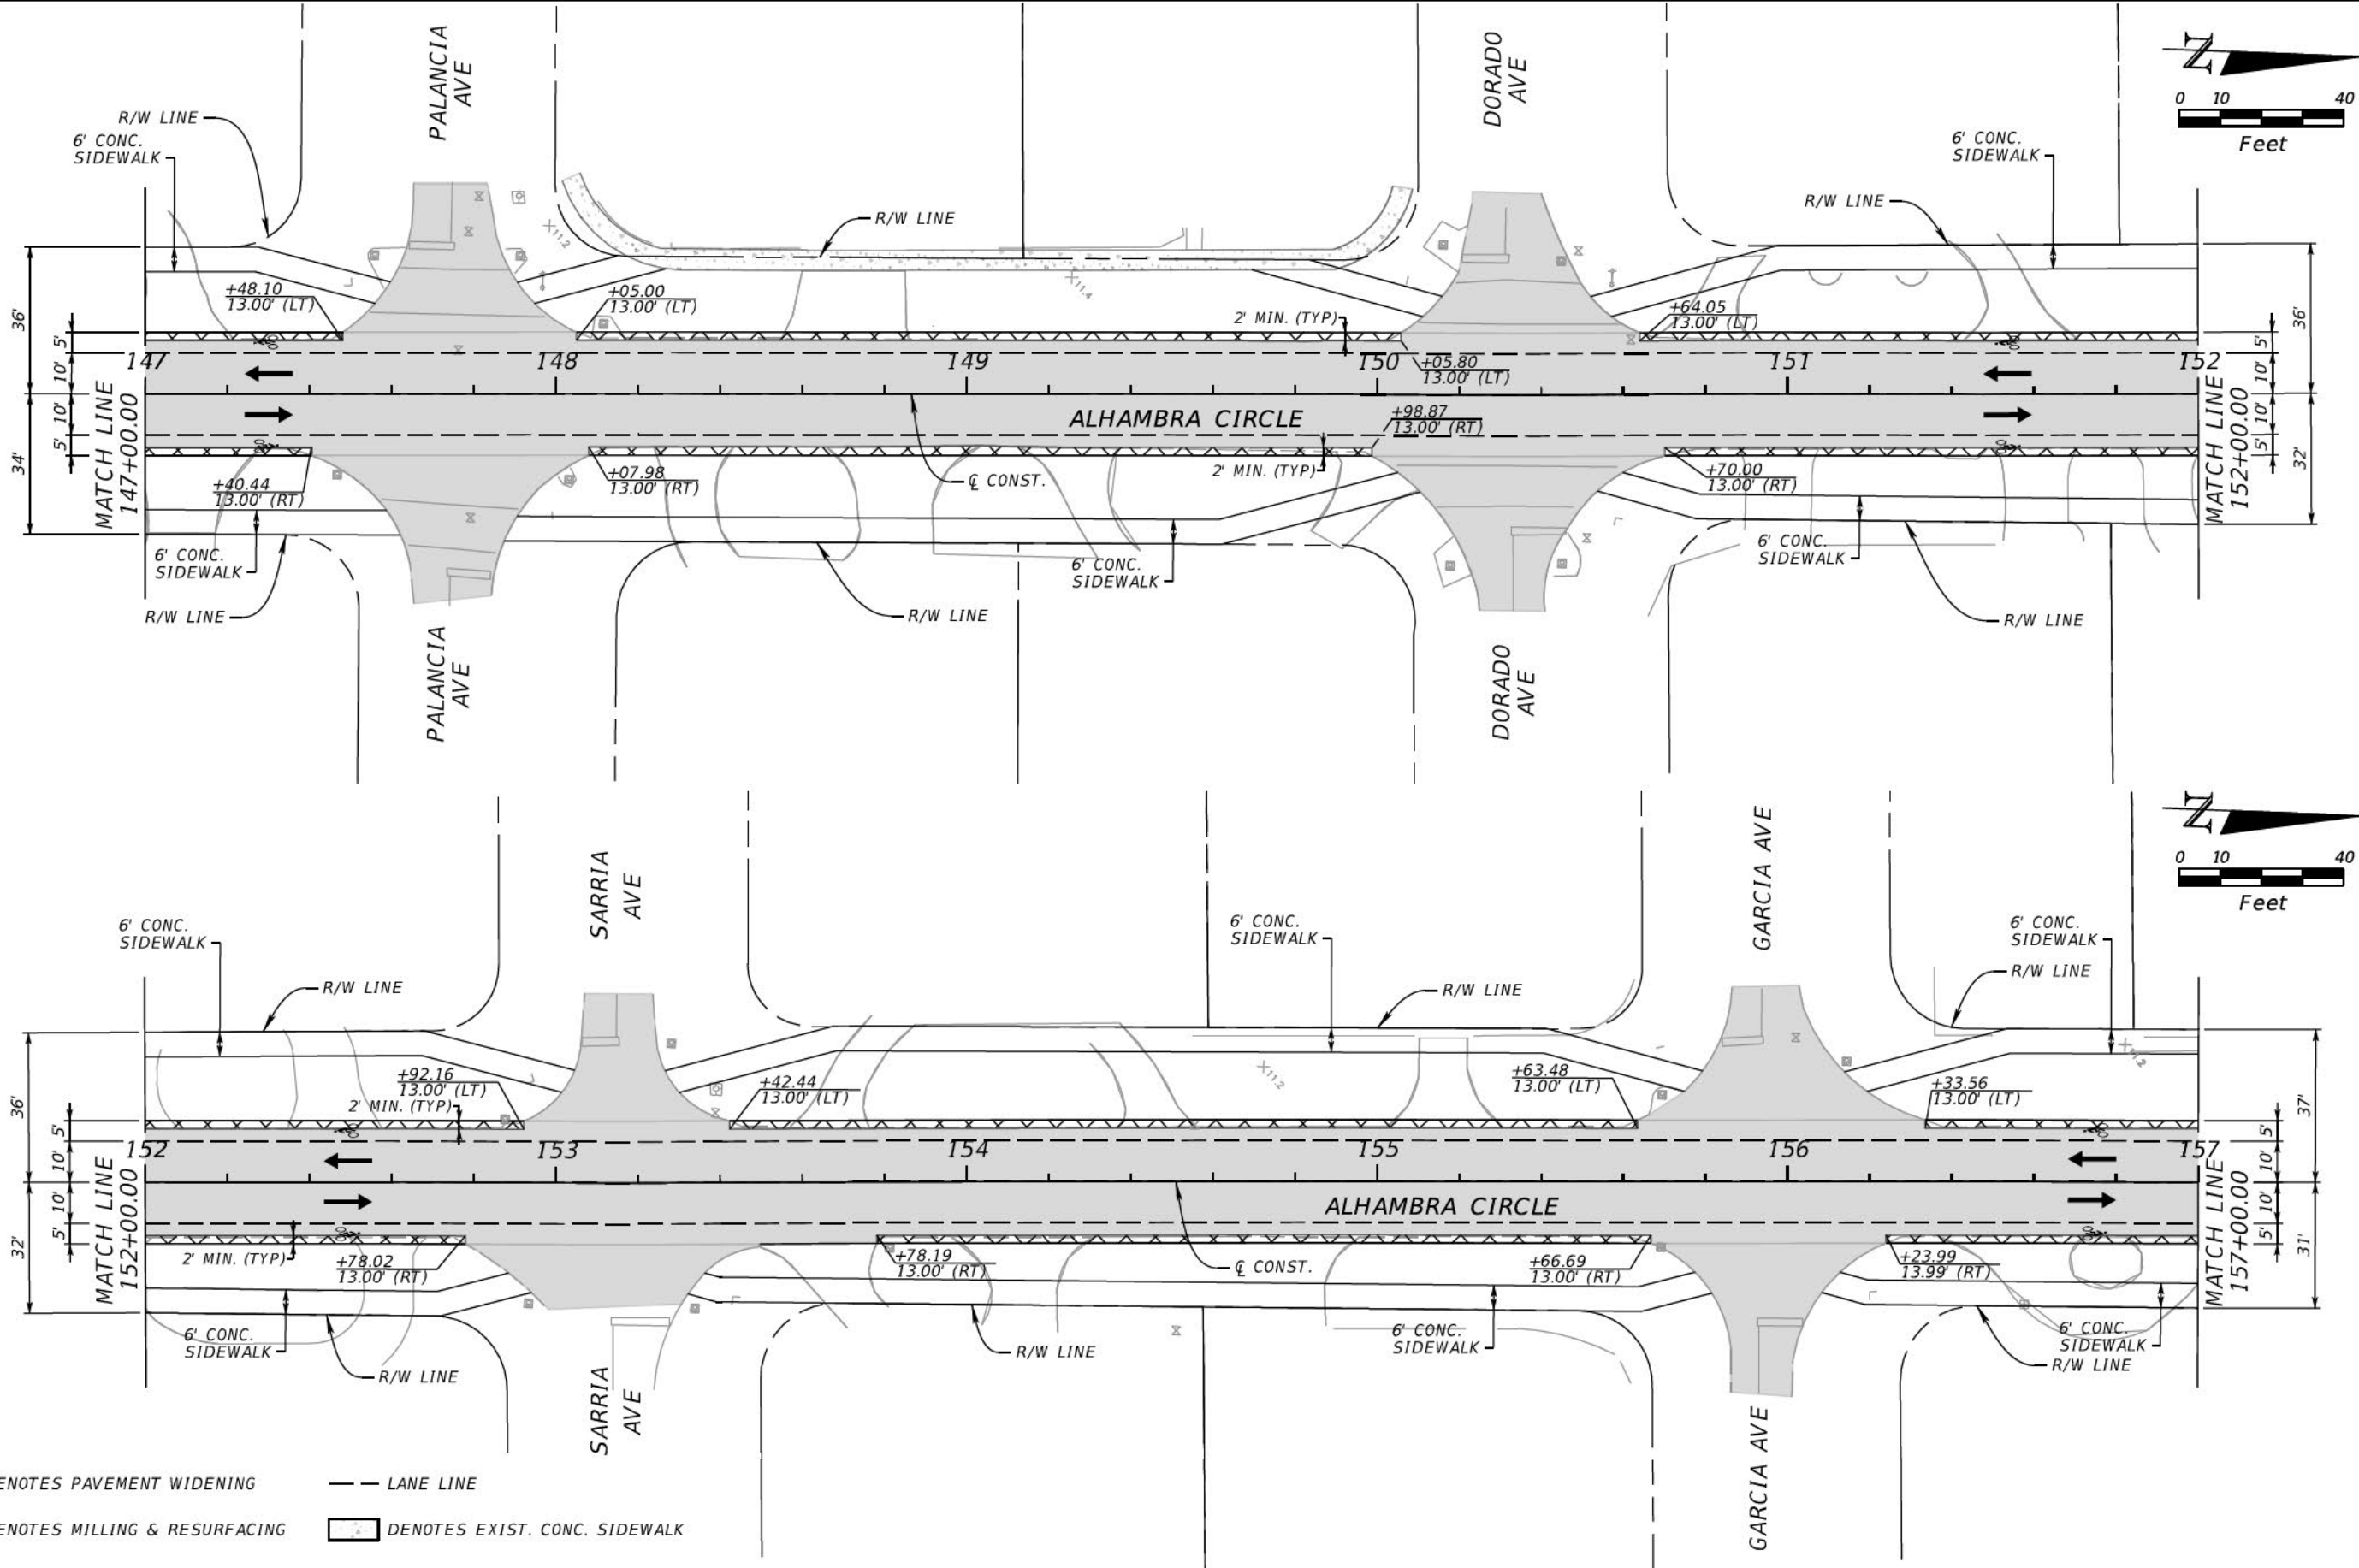 PALANCIA
AVE
DORADO
AVE
N
0 10 40
Feet
R/W LINE
6' CONC.
SIDEWALK
R/W LINE
6' CONC.
SIDEWALK
R/W LINE
11.2
11.4
+48.10
13.00' (LT)
+05.00
13.00' (LT)
2' MIN. (TYP)
+05.80
13.00' (LT)
+64.05
13.00' (LT)
36'
5'
10'
10'
5'
34'
147
148
149
150
151
152
36'
5'
10'
10'
5'
32'
MATCH LINE
147+00.00
ALHAMBRA CIRCLE
MATCH LINE
152+00.00
+98.87
13.00' (RT)
2' MIN. (TYP)
+40.44
13.00' (RT)
+07.98
13.00' (RT)
℄ CONST.
+70.00
13.00' (RT)
6' CONC.
SIDEWALK
6' CONC.
SIDEWALK
6' CONC.
SIDEWALK
R/W LINE
R/W LINE
R/W LINE
PALANCIA
AVE
DORADO
AVE
SARRIA
AVE
GARCIA AVE
N
0 10 40
Feet
6' CONC.
SIDEWALK
R/W LINE
6' CONC.
SIDEWALK
R/W LINE
6' CONC.
SIDEWALK
R/W LINE
11.2
11.2
+92.16
13.00' (LT)
2' MIN. (TYP)
+42.44
13.00' (LT)
+63.48
13.00' (LT)
+33.56
13.00' (LT)
36'
5'
10'
10'
5'
32'
152
153
154
155
156
157
37'
5'
10'
10'
5'
31'
MATCH LINE
152+00.00
ALHAMBRA CIRCLE
MATCH LINE
157+00.00
2' MIN. (TYP)
+78.02
13.00' (RT)
+78.19
13.00' (RT)
℄ CONST.
+66.69
13.00' (RT)
+23.99
13.99' (RT)
6' CONC.
SIDEWALK
R/W LINE
R/W LINE
6' CONC.
SIDEWALK
6' CONC.
SIDEWALK
R/W LINE
SARRIA
AVE
GARCIA AVE
ENOTES PAVEMENT WIDENING
LANE LINE
ENOTES MILLING & RESURFACING
DENOTES EXIST. CONC. SIDEWALK